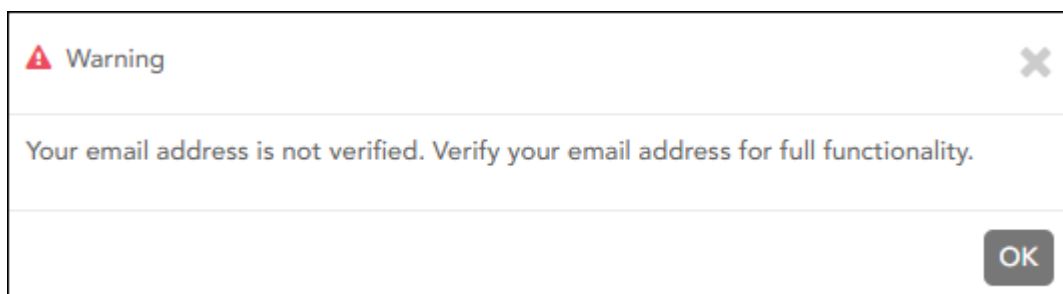 Warning
Your email address is not verified. Verify your email address for full functionality.
OK